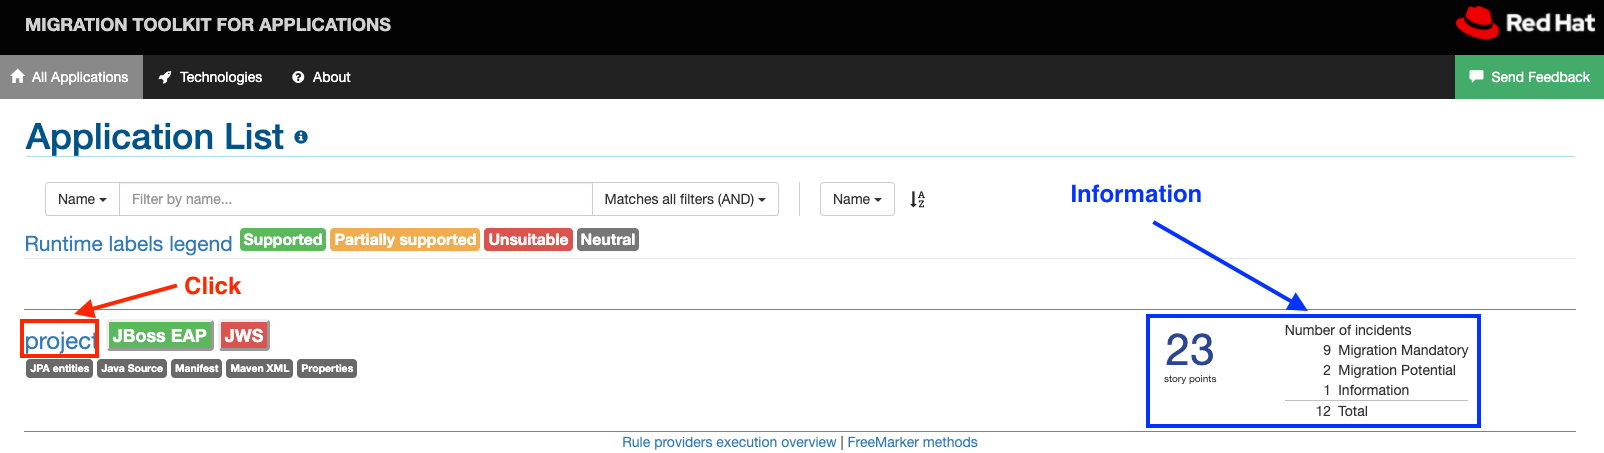 MIGRATION TOOLKIT FOR APPLICATIONS
Red Hat
All Applications Technologies About Send Feedback
Application List
Information
Name Filter by name... Matches all filters (AND) Name
Runtime labels legend Supported Partially supported Unsuitable Neutral
Click
project JBoss EAP JWS
JPA entities Java Source Manifest Maven XML Properties
23
story points
Number of incidents
9 Migration Mandatory
2 Migration Potential
1 Information
12 Total
Rule providers execution overview | FreeMarker methods